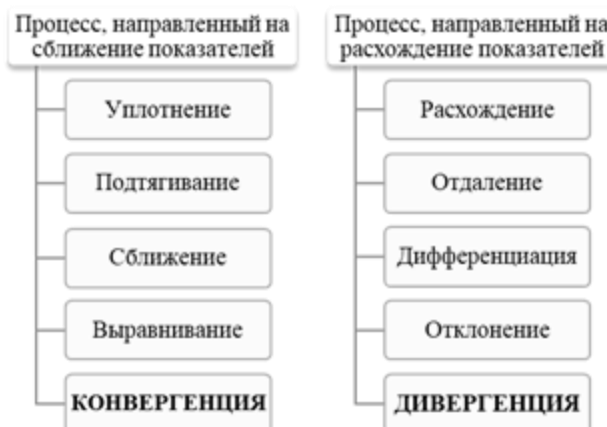 Процесс, направленный на
сближение показателей
Уплотнение
Подтягивание
Сближение
Выравнивание
КОНВЕРГЕНЦИЯ
Процесс, направленный на
расхождение показателей
Расхождение
Отдаление
Дифференциация
Отклонение
ДИВЕРГЕНЦИЯ